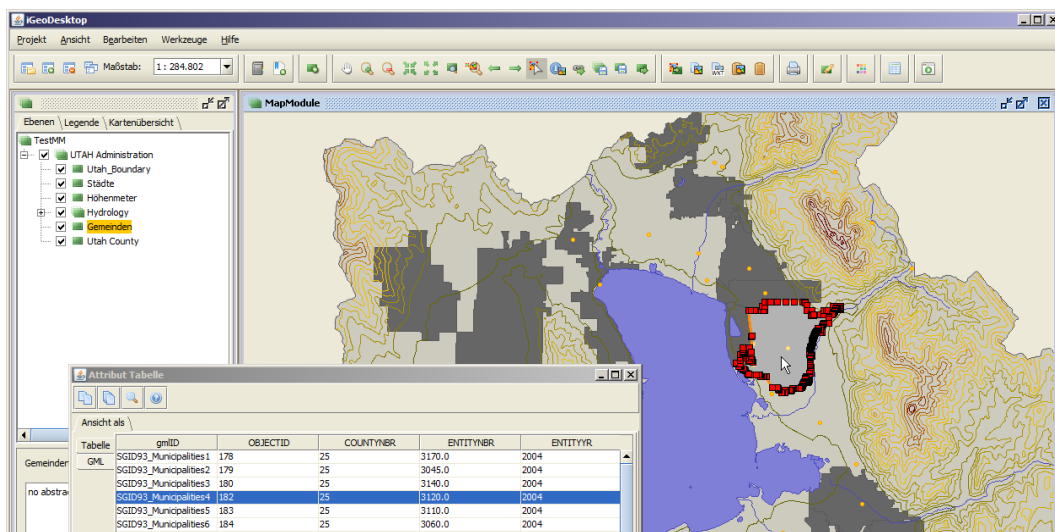 iGeoDesktop
Projekt Ansicht Bearbeiten Werkzeuge Hilfe
Maßstab: 1 : 284.802
WKT
MapModule
Ebenen Legende Kartenübersicht
TestMM
UTAH Administration
Utah_Boundary
Städte
Höhenmeter
Hydrology
Gemeinden
Utah County
Attribut Tabelle
Ansicht als
Tabelle gmlID OBJECTID COUNTYNBR ENTITYNBR ENTITYYR
GML SGID93_Municipalities1 178 25 3170.0 2004
SGID93_Municipalities2 179 25 3045.0 2004
SGID93_Municipalities3 180 25 3140.0 2004
SGID93_Municipalities4 182 25 3120.0 2004
SGID93_Municipalities5 183 25 3110.0 2004
SGID93_Municipalities6 184 25 3060.0 2004
Gemeinden
no abstra